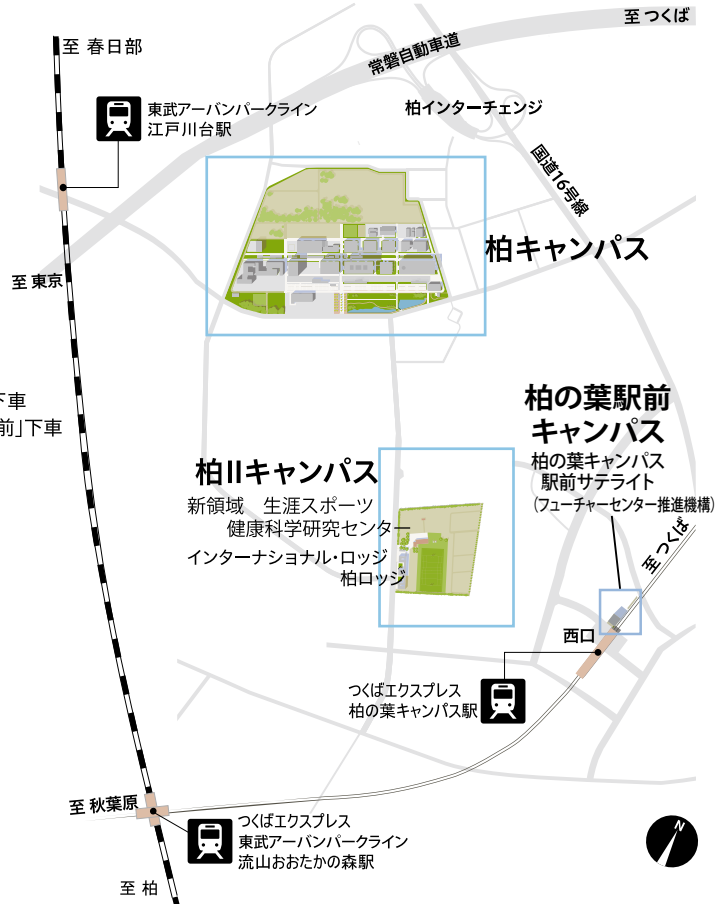 至 つくば
至 春日部
常磐自動車道
東武アーバンパークライン
江戸川台駅
柏インターチェンジ
国道16号線
柏キャンパス
至 東京
下車
前」下車
柏の葉駅前
キャンパス
柏の葉キャンパス
駅前サテライト
(フューチャーセンター推進機構)
柏IIキャンパス
新領域 生涯スポーツ
健康科学研究センター
インターナショナル・ロッジ
柏ロッジ
至 つくば
西口
つくばエクスプレス
柏の葉キャンパス駅
至 秋葉原
つくばエクスプレス
東武アーバンパークライン
流山おおたかの森駅
至 柏
N